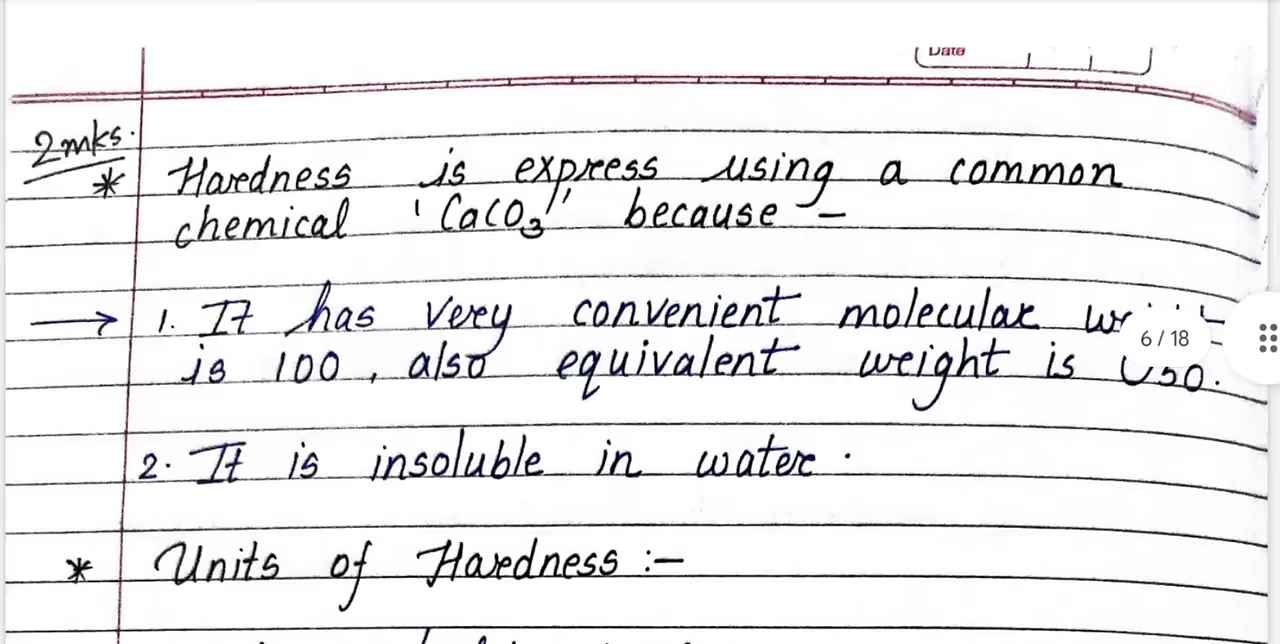 Date
2mks.
* Hardness is express using a common
chemical 'CaCO3'' because -
→ 1. It has very convenient molecular
6 / 18
is 100, also equivalent weight is
2. It is insoluble in water.
* Units of Hardness :-